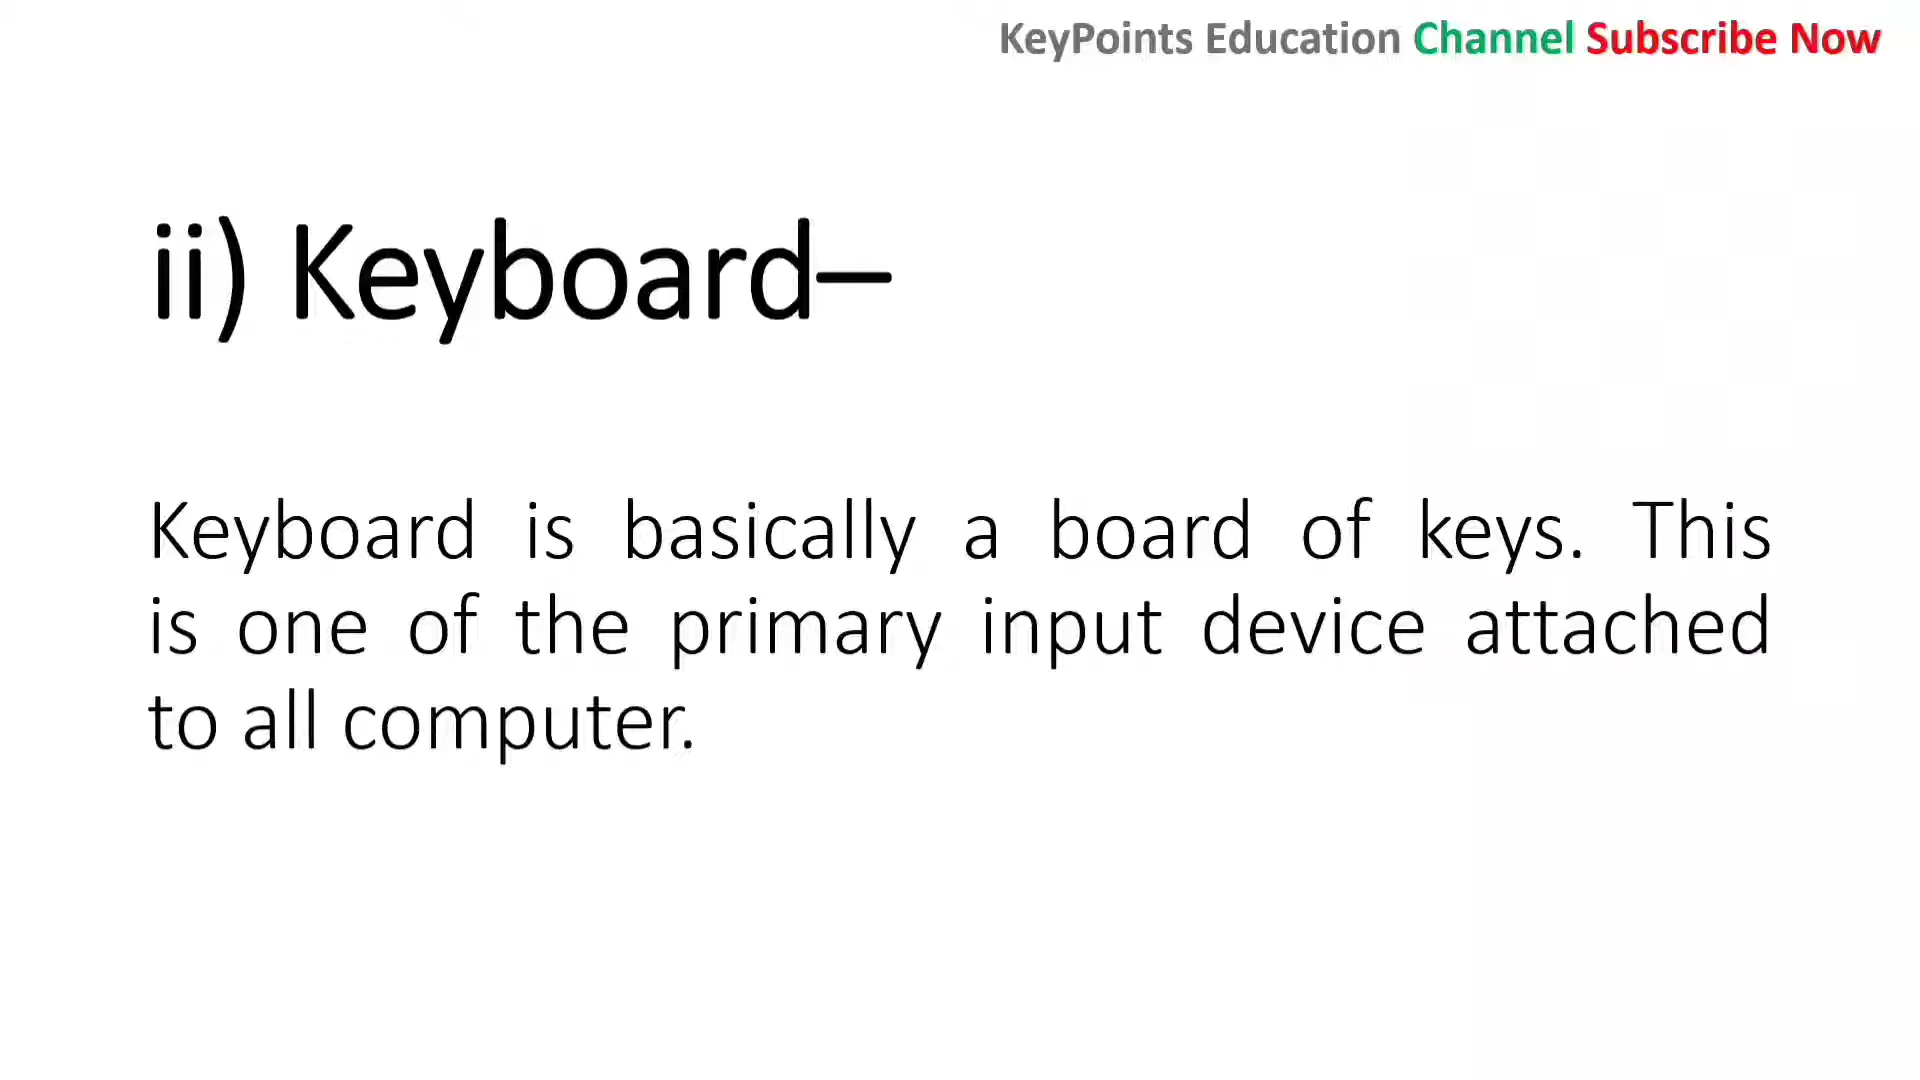 KeyPoints Education Channel Subscribe Now
ii) Keyboard–
Keyboard is basically a board of keys. This
is one of the primary input device attached
to all computer.